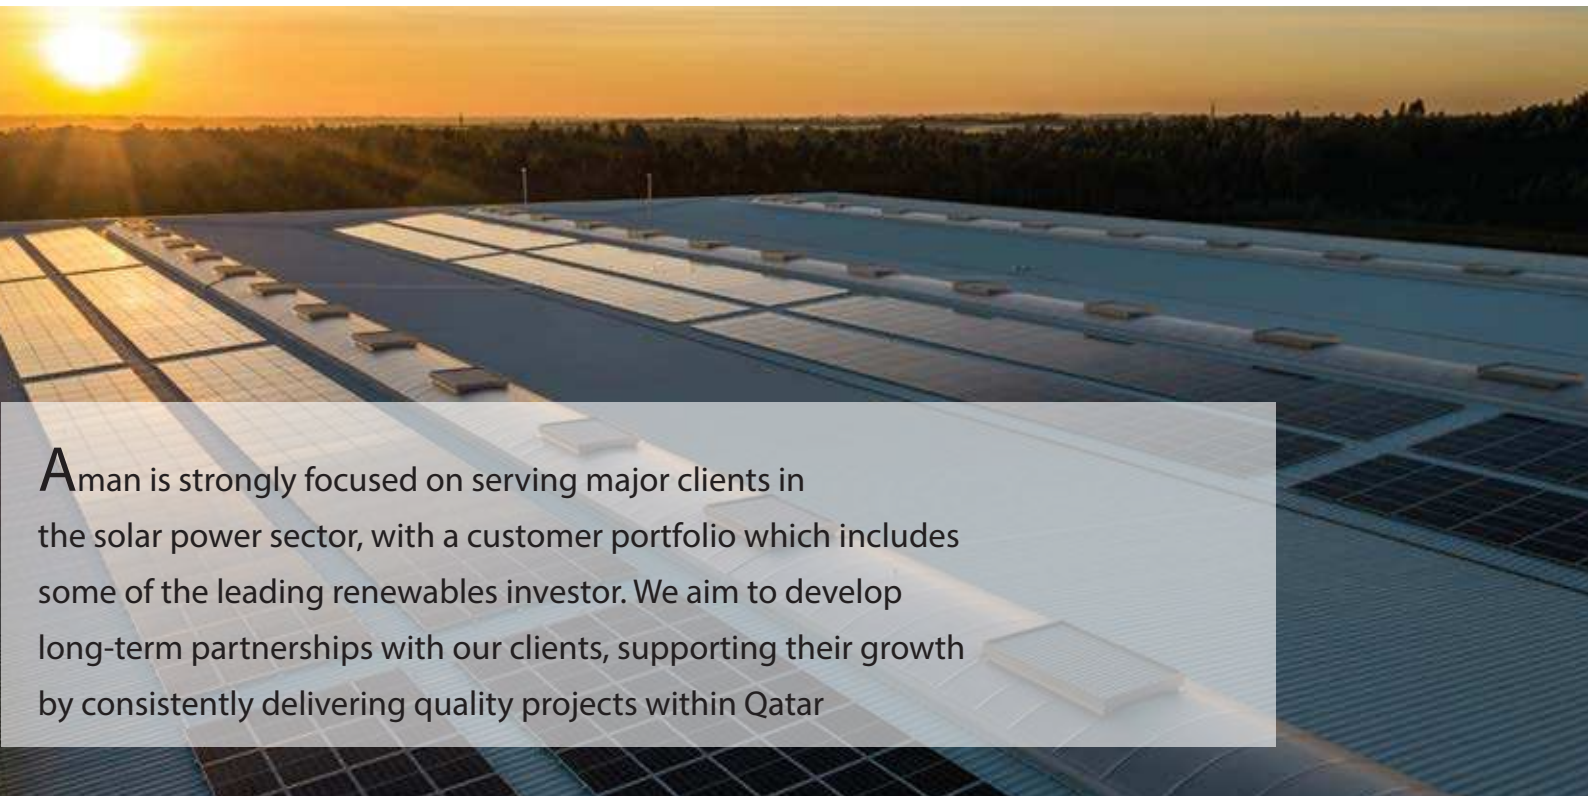 Aman is strongly focused on serving major clients in
the solar power sector, with a customer portfolio which includes
some of the leading renewables investor. We aim to develop
long-term partnerships with our clients, supporting their growth
by consistently delivering quality projects within Qatar